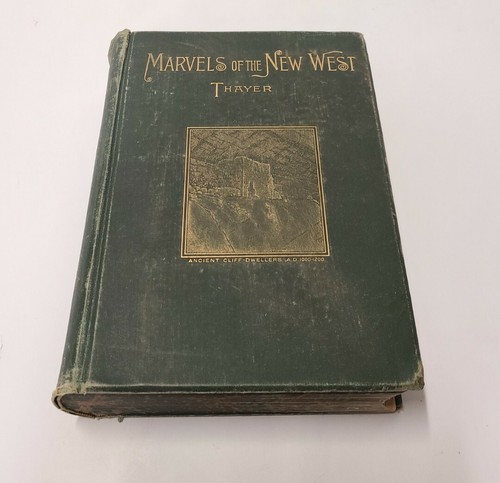 MARVELS OF THE NEW WEST
THAYER
ANCIENT CLIFF-DWELLERS, A.D. 1000-1200